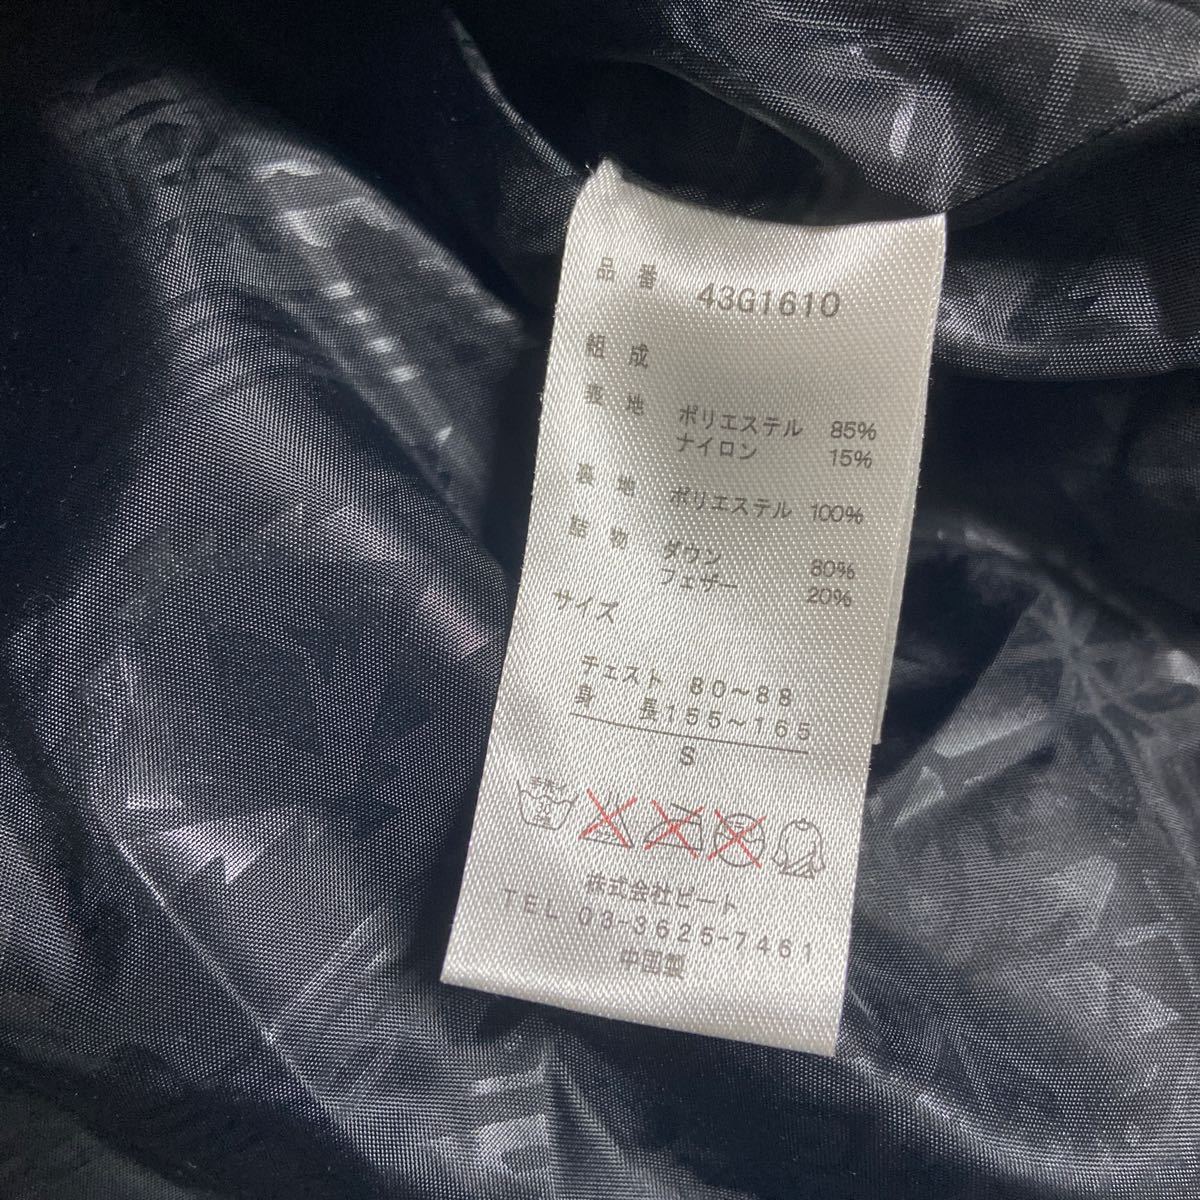 品番 43G1610
組成
表地 ポリエステル 85%
ナイロン 15%
裏地 ポリエステル 100%
詰物 ダウン 80%
フェザー 20%
サイズ
チェスト 80~88
身長155~165
S
株式会社ビート
TEL 03-3625-7461
中国製